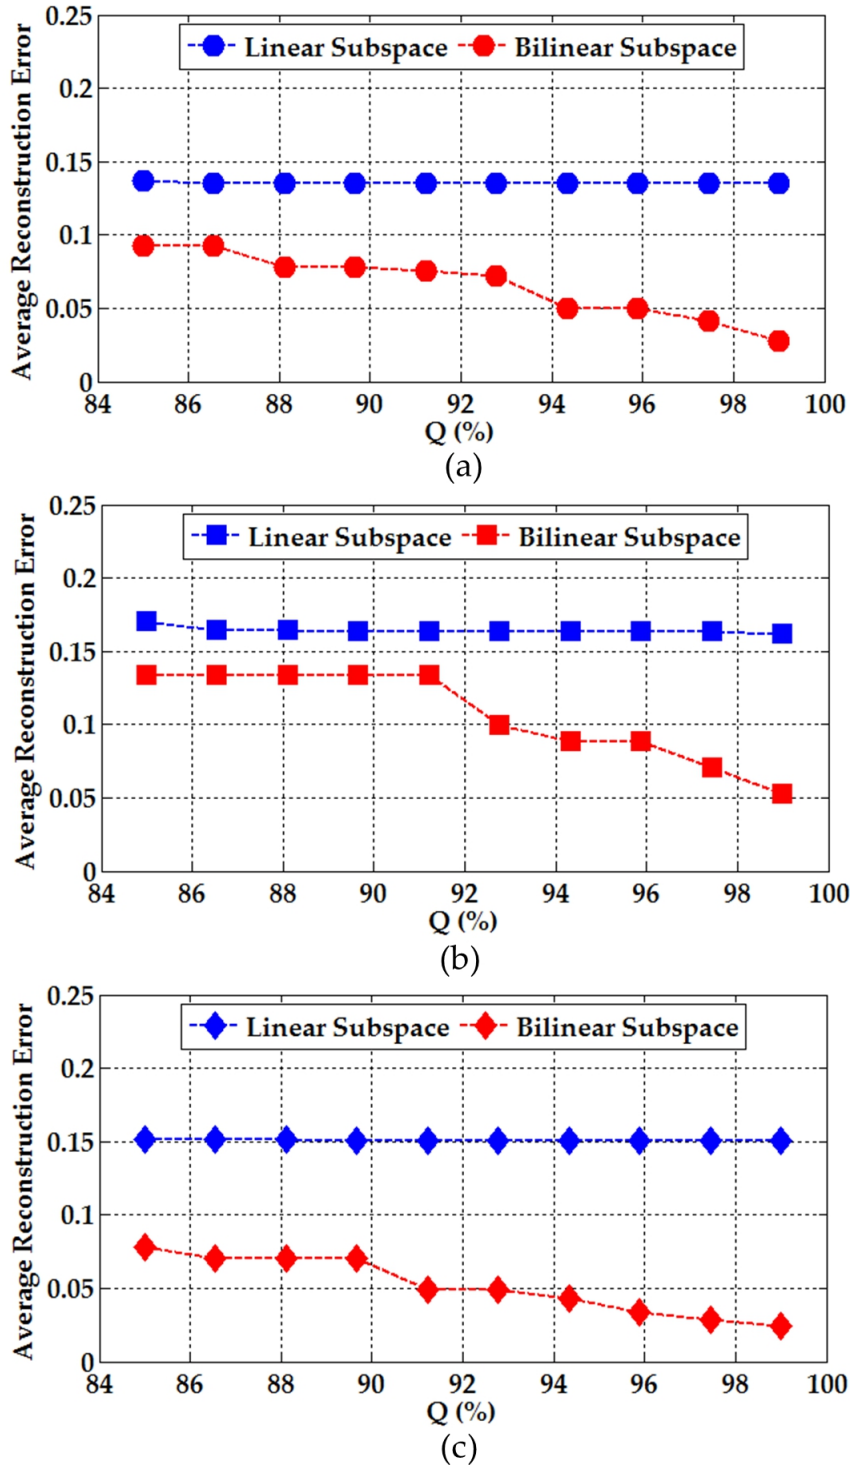 0.25
0.2
0.15
0.1
0.05
0
Average Reconstruction Error
Linear Subspace Bilinear Subspace
84 86 88 90 92 94 96 98 100
Q (%)
(a)
0.25
0.2
0.15
0.1
0.05
0
Average Reconstruction Error
Linear Subspace Bilinear Subspace
84 86 88 90 92 94 96 98 100
Q (%)
(b)
0.25
0.2
0.15
0.1
0.05
0
Average Reconstruction Error
Linear Subspace Bilinear Subspace
84 86 88 90 92 94 96 98 100
Q (%)
(c)